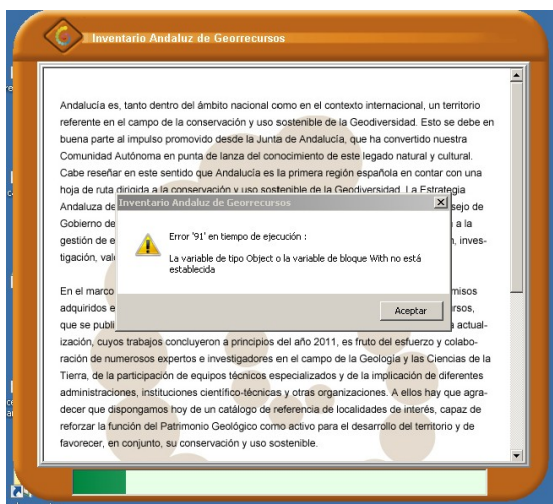 Inventario Andaluz de Georrecursos
Andalucía es, tanto dentro del ámbito nacional como en el contexto internacional, un territorio
referente en el campo de la conservación y uso sostenible de la Geodiversidad. Esto se debe en
buena parte al impulso promovido desde la Junta de Andalucía, que ha convertido nuestra
Comunidad Autónoma en punta de lanza del conocimiento de este legado natural y cultural.
Cabe reseñar en este sentido que Andalucía es la primera región española en contar con una
hoja de ruta dirigida a la conservación y uso sostenible de la Geodiversidad. La Estrategia
Andaluza de
sejo de
Gobierno de
a la
gestión de
inves-
tigación,
Inventario Andaluz de Georrecursos
Error '91' en tiempo de ejecución :
La variable de tipo Object o la variable de bloque With no está
establecida
Aceptar
En el marco
misos
adquiridos
rsos,
que se
actual-
ización, cuyos trabajos concluyeron a principios del año 2011, es fruto del esfuerzo y colabo-
ración de numerosos expertos e investigadores en el campo de la Geología y las Ciencias de la
Tierra, de la participación de equipos técnicos especializados y de la implicación de diferentes
administraciones, instituciones científico-técnicas y otras organizaciones. A ellos hay que agra-
decer que dispongamos hoy de un catálogo de referencia de localidades de interés, capaz de
reforzar la función del Patrimonio Geológico como activo para el desarrollo del territorio y de
favorecer, en conjunto, su conservación y uso sostenible.